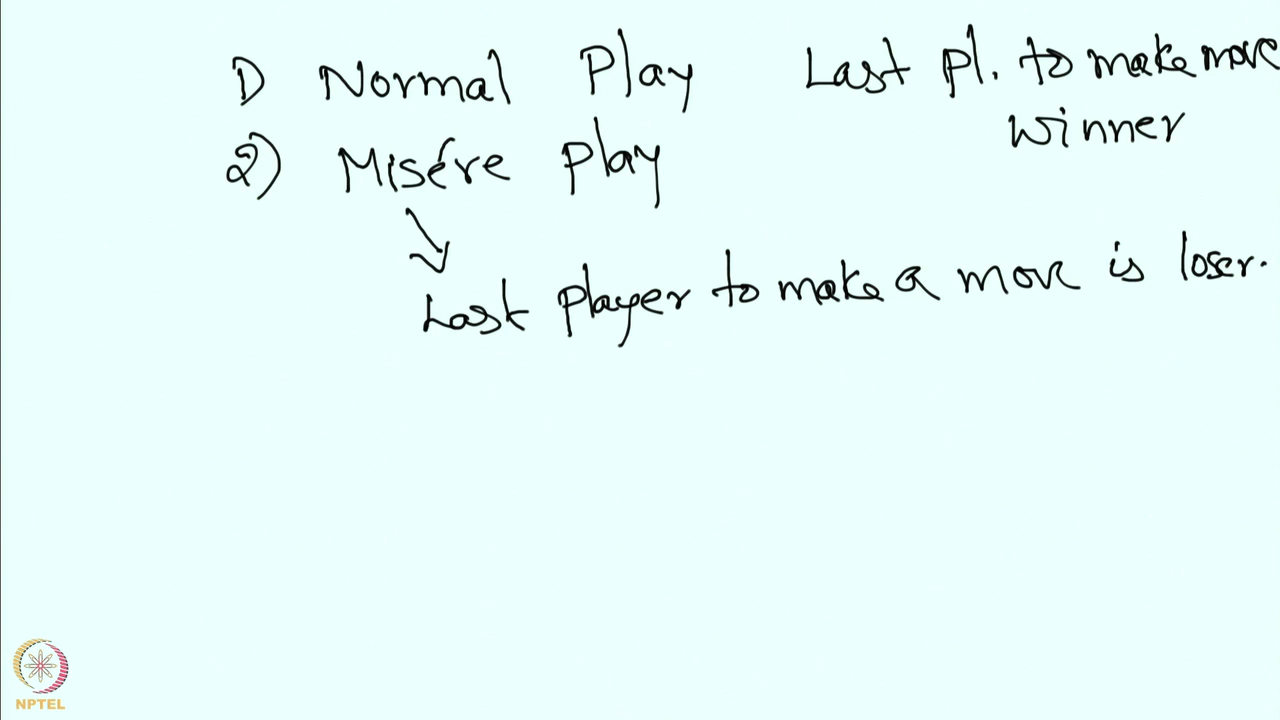 1) Normal Play Last pl. to make move
winner
2) Misére play
Last player to make a move is loser.
NPTEL